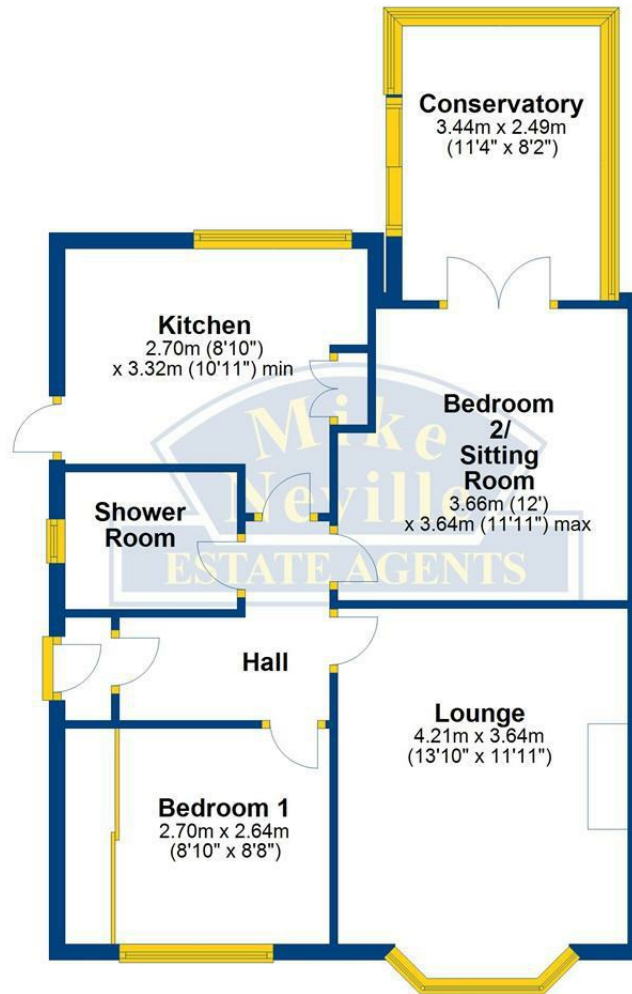 Conservatory
3.44m x 2.49m
(11'4" x 8'2")
Kitchen
2.70m (8'10")
x 3.32m (10'11") min
Bedroom
2/
Sitting
Room
3.66m (12')
x 3.64m (11'11") max
Mike
Neville
ESTATE AGENTS
Shower
Room
Hall
Lounge
4.21m x 3.64m
(13'10" x 11'11")
Bedroom 1
2.70m x 2.64m
(8'10" x 8'8")